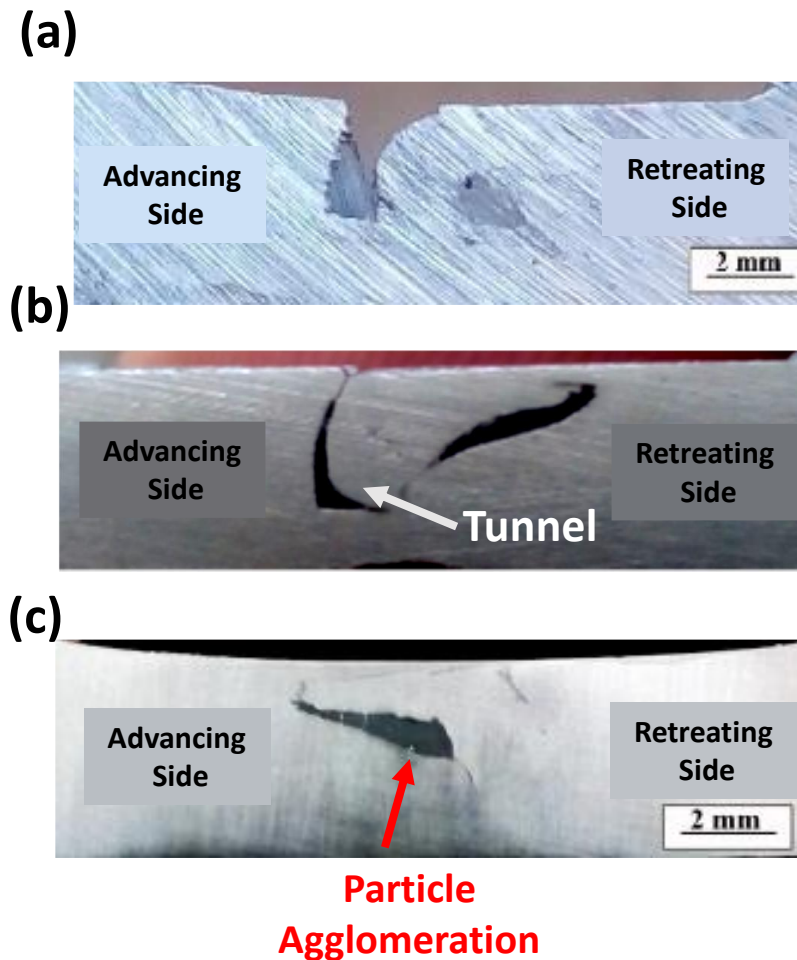 (a)
Advancing
Side
Retreating
Side
2 mm
(b)
Advancing
Side
Retreating
Side
Tunnel
(c)
Advancing
Side
Retreating
Side
2 mm
Particle
Agglomeration